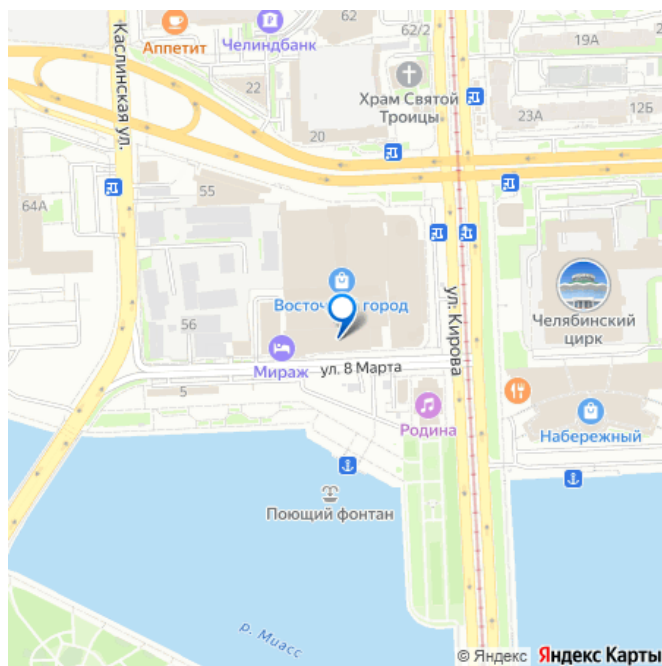 62
62/2
Аппетит
Челиндбанк
19А
Каслинская ул.
22
Храм Святой
Троицы
23А
12Б
20
55
64А
Восточ
город
ул. Кирова
Челябинский
цирк
56
Мираж
ул. 8 Марта
5
Родина
Набережный
Поющий фонтан
р. Миасс
© Яндекс Яндекс Карты